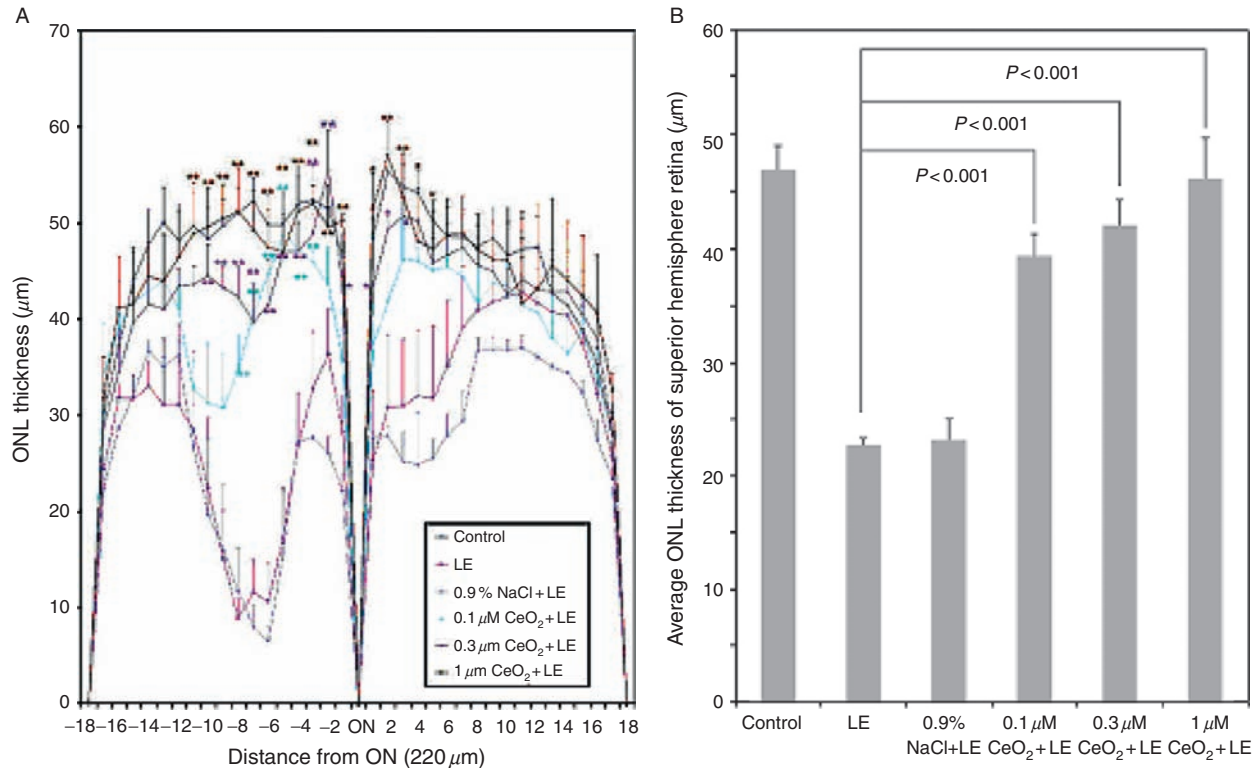 A
70
60
50
40
30
20
10
0
ONL thickness (μm)
–18 –16 –14 –12 –10 –8 –6 –4 –2 ON 2 4 6 8 10 12 14 16 18
Distance from ON (220 μm)
Control
LE
0.9% NaCl+LE
0.1 μM CeO₂+LE
0.3 μm CeO₂+LE
1 μm CeO₂+LE
B
60
50
40
30
20
10
0
Average ONL thickness of superior hemisphere retina (μm)
P<0.001
P<0.001
P<0.001
Control LE 0.9% 0.1 μM 0.3 μM 1 μM
NaCl+LE CeO₂+LE CeO₂+LE CeO₂+LE